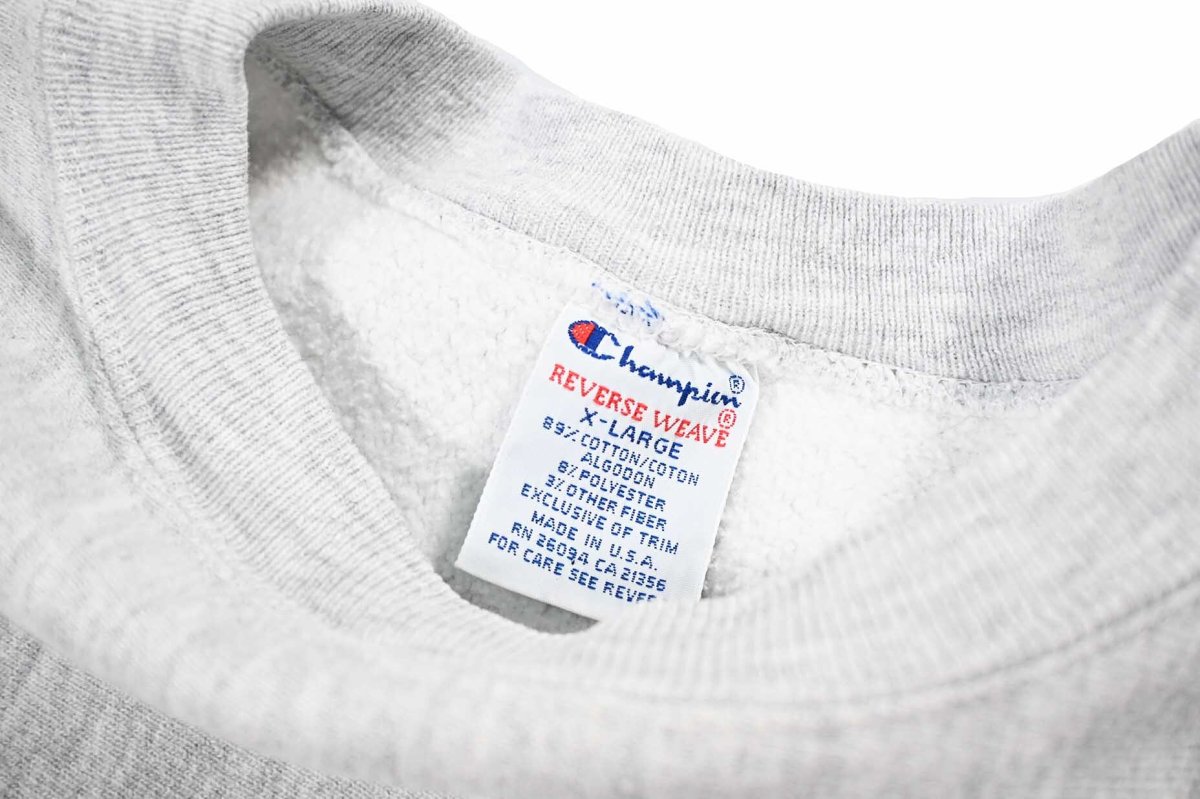 Champion®
REVERSE WEAVE®
X-LARGE
89% COTTON/COTON
ALGODON
8% POLYESTER
3% OTHER FIBER
EXCLUSIVE OF TRIM
MADE IN U.S.A.
RN 26094 CA 21356
FOR CARE SEE